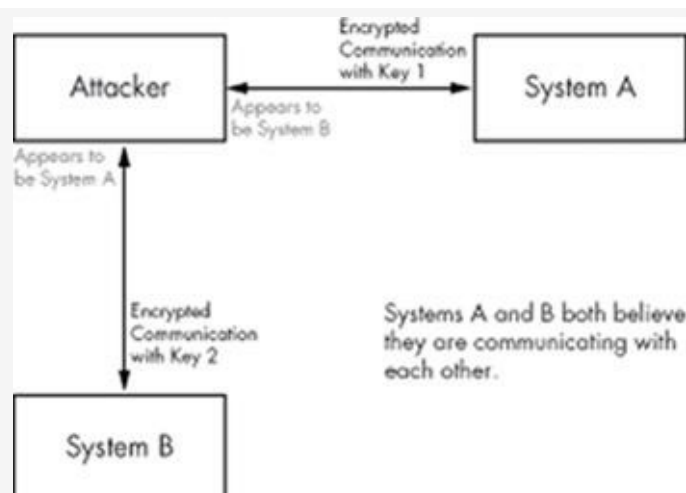 Encrypted
Communication
with Key 1
Attacker
System A
Appears to
be System B
Appears to
be System A
Encrypted
Communication
with Key 2
Systems A and B both believe
they are communicating with
each other.
System B